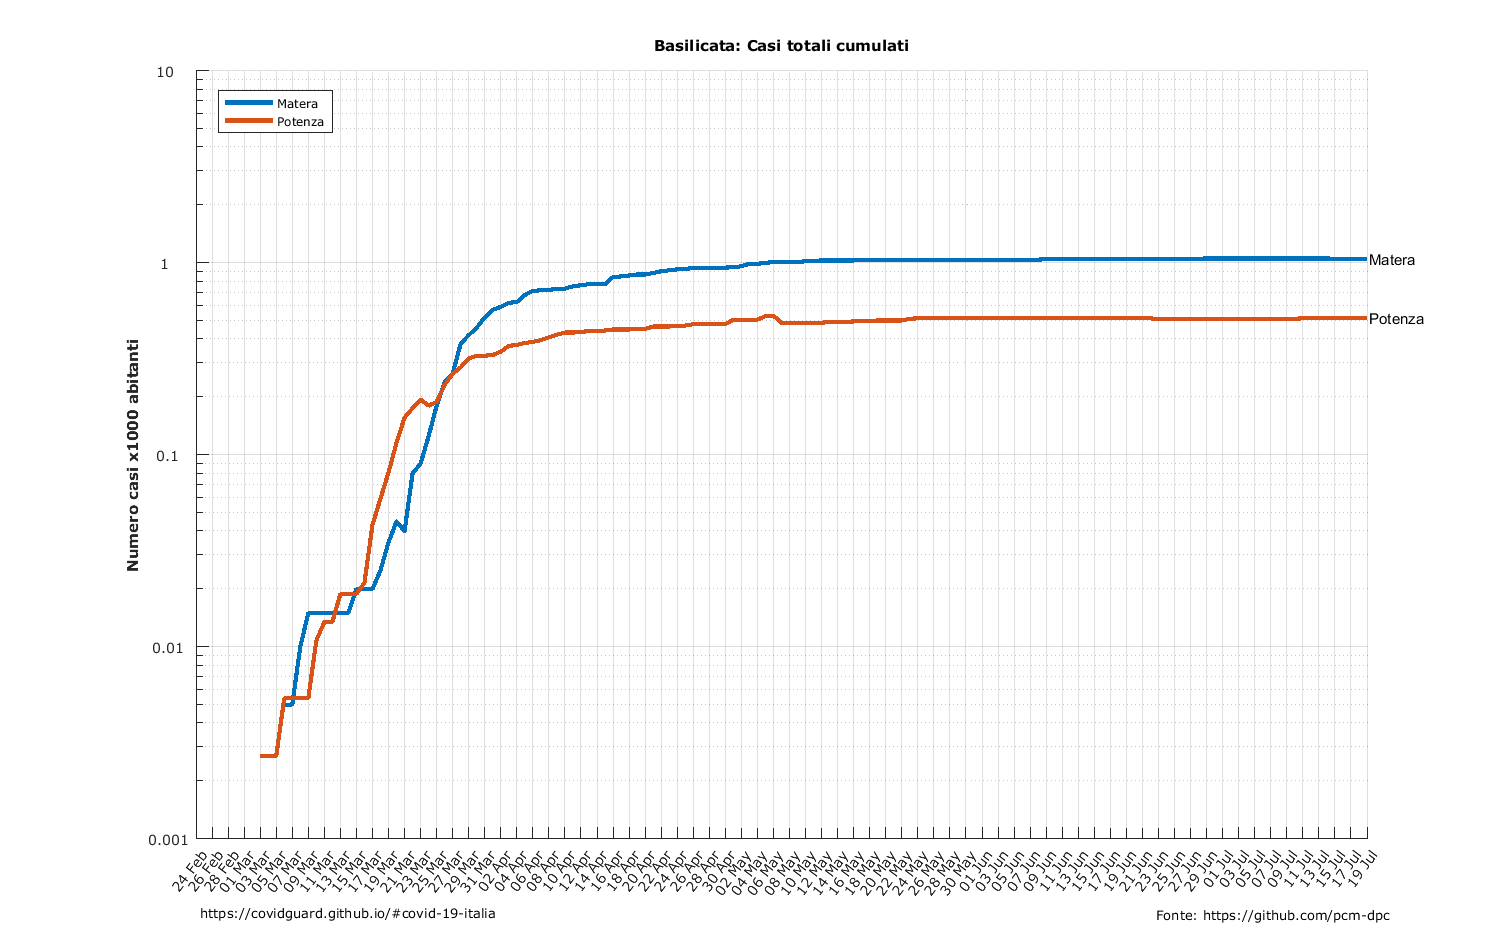 Basilicata: Casi totali cumulati
10
1
0.1
0.01
0.001
Numero casi x1000 abitanti
Matera
Potenza
Matera
Potenza
24 Feb
26 Feb
28 Feb
01 Mar
03 Mar
05 Mar
07 Mar
09 Mar
11 Mar
13 Mar
15 Mar
17 Mar
19 Mar
21 Mar
23 Mar
25 Mar
27 Mar
29 Mar
31 Mar
02 Apr
04 Apr
06 Apr
08 Apr
10 Apr
12 Apr
14 Apr
16 Apr
18 Apr
20 Apr
22 Apr
24 Apr
26 Apr
28 Apr
30 Apr
02 May
04 May
06 May
08 May
10 May
12 May
14 May
16 May
18 May
20 May
22 May
24 May
26 May
28 May
30 May
01 Jun
03 Jun
05 Jun
07 Jun
09 Jun
11 Jun
13 Jun
15 Jun
17 Jun
19 Jun
21 Jun
23 Jun
25 Jun
27 Jun
29 Jun
01 Jul
03 Jul
05 Jul
07 Jul
09 Jul
11 Jul
13 Jul
15 Jul
17 Jul
19 Jul
https://covidguard.github.io/#covid-19-italia
Fonte: https://github.com/pcm-dpc